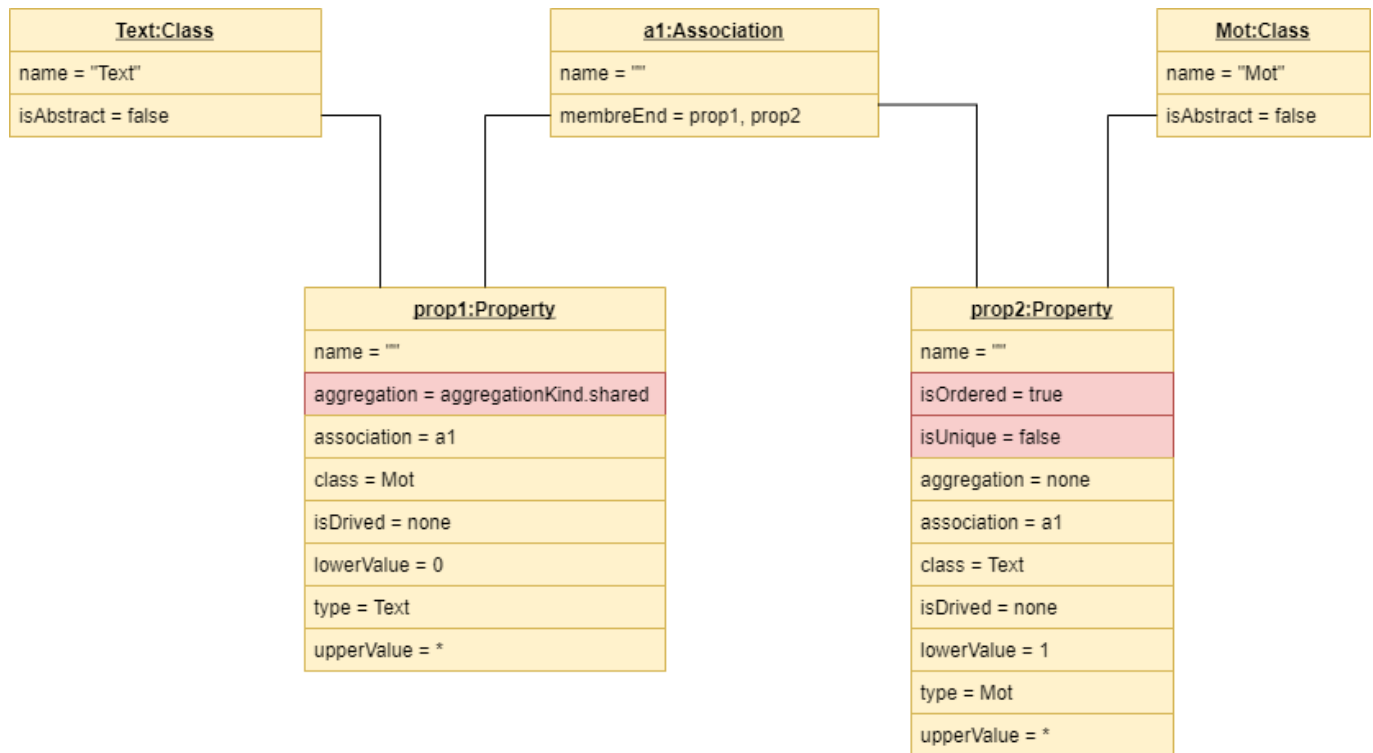 Text:Class
name = "Text"
isAbstract = false
a1:Association
name = ""
membreEnd = prop1, prop2
Mot:Class
name = "Mot"
isAbstract = false
prop1:Property
name = ""
aggregation = aggregationKind.shared
association = a1
class = Mot
isDrived = none
lowerValue = 0
type = Text
upperValue = *
prop2:Property
name = ""
isOrdered = true
isUnique = false
aggregation = none
association = a1
class = Text
isDrived = none
lowerValue = 1
type = Mot
upperValue = *